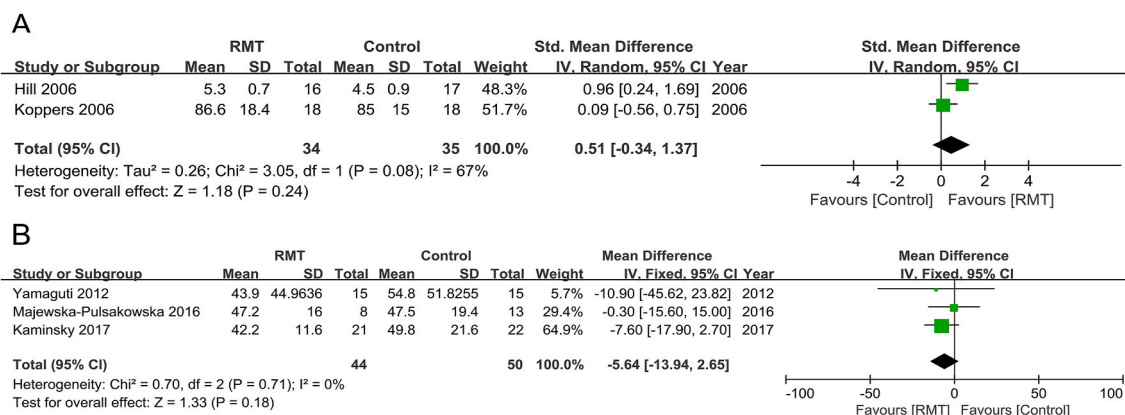 A
RMT Control Std. Mean Difference Std. Mean Difference
Study or Subgroup Mean SD Total Mean SD Total Weight IV, Random, 95% CI Year IV, Random, 95% CI
Hill 2006 5.3 0.7 16 4.5 0.9 17 48.3% 0.96 [0.24, 1.69] 2006
Koppers 2006 86.6 18.4 18 85 15 18 51.7% 0.09 [-0.56, 0.75] 2006
Total (95% CI) 34 35 100.0% 0.51 [-0.34, 1.37]
Heterogeneity: Tau² = 0.26; Chi² = 3.05, df = 1 (P = 0.08); I² = 67%
Test for overall effect: Z = 1.18 (P = 0.24)
-4 -2 0 2 4
Favours [Control] Favours [RMT]
B
RMT Control Mean Difference Mean Difference
Study or Subgroup Mean SD Total Mean SD Total Weight IV, Fixed, 95% CI Year IV, Fixed, 95% CI
Yamaguti 2012 43.9 44.9636 15 54.8 51.8255 15 5.7% -10.90 [-45.62, 23.82] 2012
Majewska-Pulsakowska 2016 47.2 16 8 47.5 19.4 13 29.4% -0.30 [-15.60, 15.00] 2016
Kaminsky 2017 42.2 11.6 21 49.8 21.6 22 64.9% -7.60 [-17.90, 2.70] 2017
Total (95% CI) 44 50 100.0% -5.64 [-13.94, 2.65]
Heterogeneity: Chi² = 0.70, df = 2 (P = 0.71); I² = 0%
Test for overall effect: Z = 1.33 (P = 0.18)
-100 -50 0 50 100
Favours [RMT] Favours [Control]